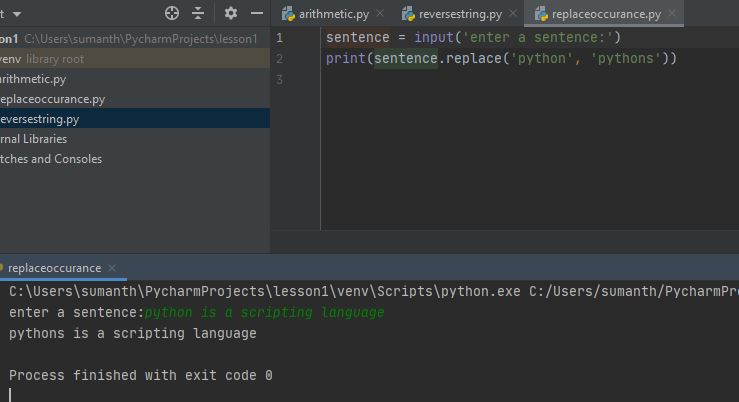 t
arithmetic.py
reversestring.py
replaceoccurance.py
on1 C:\Users\sumanth\PycharmProjects\lesson1
venv library root
arithmetic.py
replaceoccurance.py
reversestring.py
rnal Libraries
tches and Consoles
1 sentence = input('enter a sentence:')
2 print(sentence.replace('python', 'pythons'))
3
replaceoccurance
C:\Users\sumanth\PycharmProjects\lesson1\venv\Scripts\python.exe C:/Users/sumanth/PycharmPro
enter a sentence:python is a scripting language
pythons is a scripting language
Process finished with exit code 0